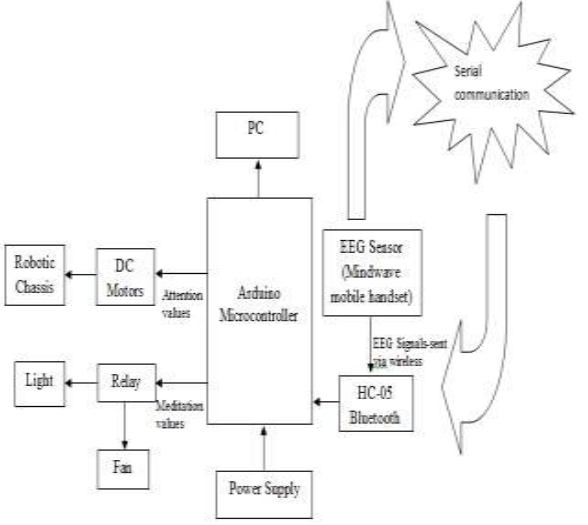 Serial
communication
PC
EEG Sensor
(Mindwave
mobile handset)
Robotic
Chassis
DC
Motors
Attention
values
Arduino
Microcontroller
EEG Signals-sent
via wireless
Light
Relay
Meditation
values
HC-05
Bluetooth
Fan
Power Supply